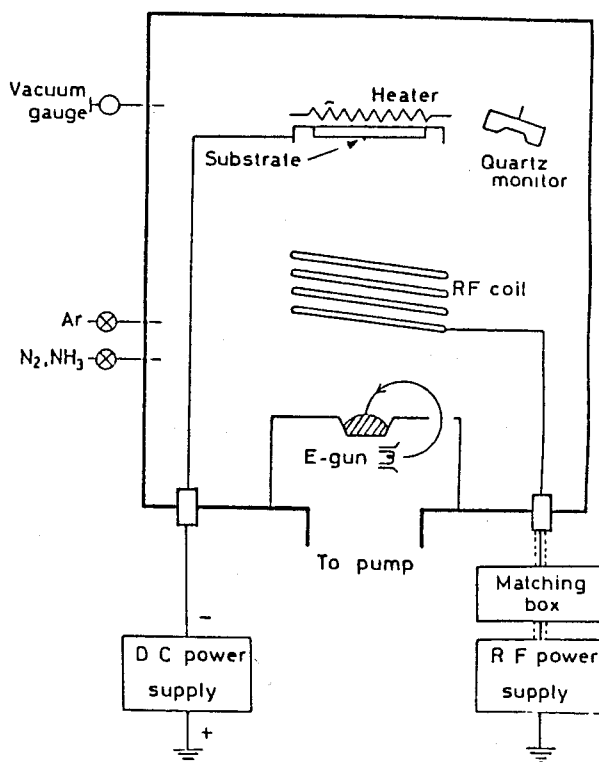 Vacuum
gauge
Heater
Substrate
Quartz
monitor
RF coil
Ar
N₂,NH₃
E-gun
To pump
Matching
box
−
D C power
supply
+
R F power
supply